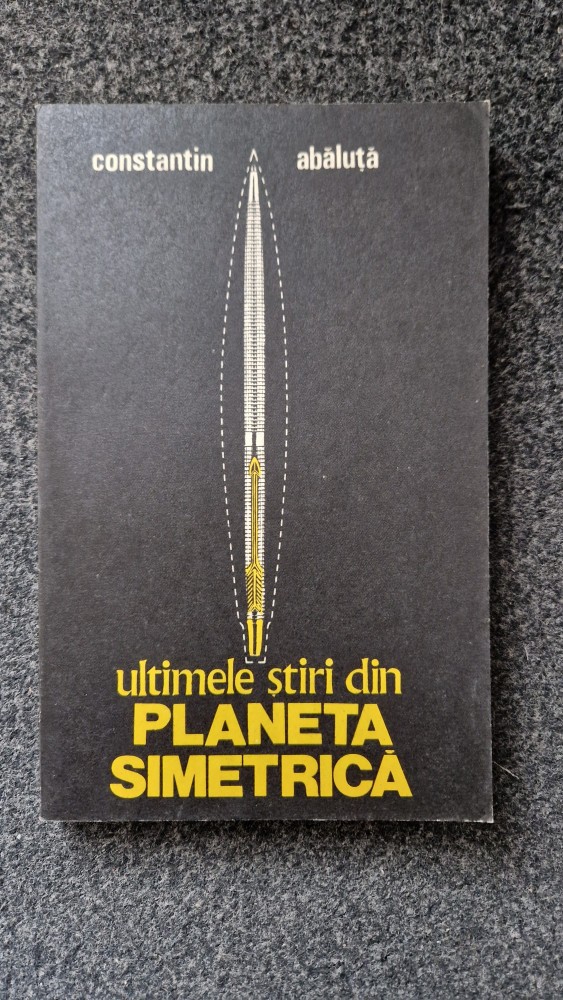 constantin abăluță
ultimele știri din
PLANETA
SIMETRICĂ